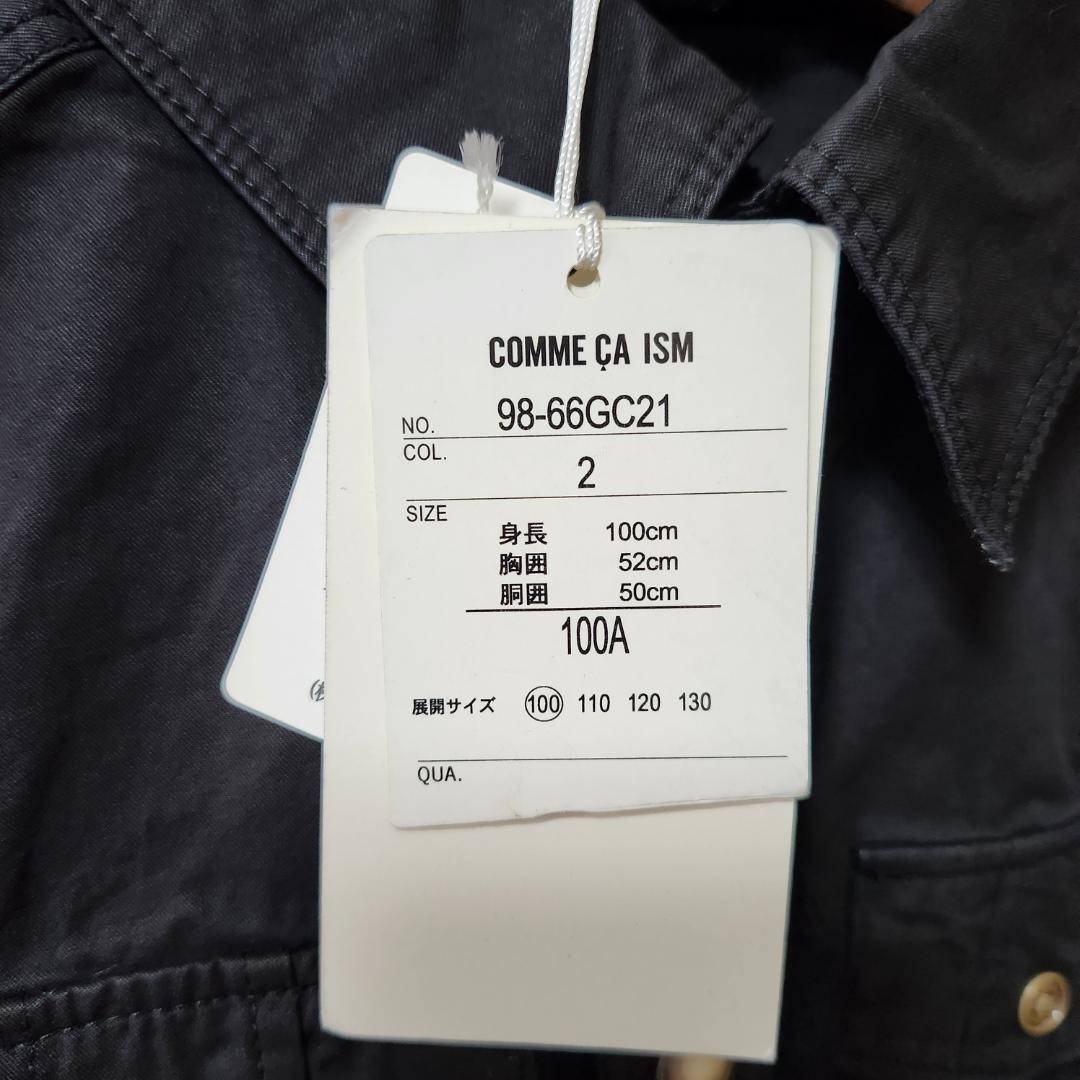 COMME ÇA ISM
NO. 98-66GC21
COL. 2
SIZE
身長 100cm
胸囲 52cm
胴囲 50cm
100A
展開サイズ 100 110 120 130
QUA.